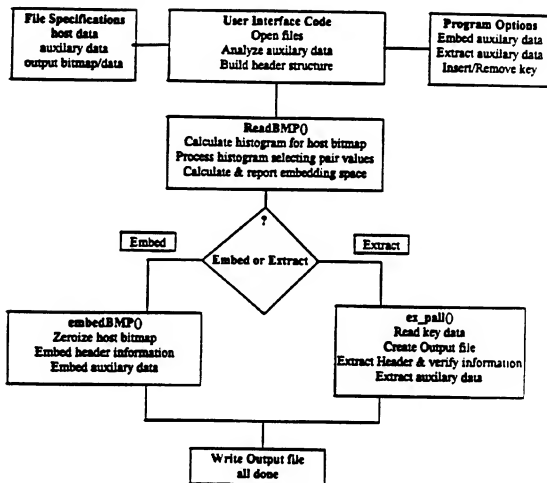 File Specifications
host data
auxilary data
output bitmap/data
User Interface Code
Open files
Analyze auxilary data
Build header structure
Program Options
Embed auxilary data
Extract auxilary data
Insert/Remove key
ReadBMP()
Calculate histogram for host bitmap
Process histogram selecting pair values
Calculate & report embedding space
?
Embed
Extract
Embed or Extract
embedBMP()
Zeroize host bitmap
Embed header information
Embed auxilary data
ex_pall()
Read key data
Create Output file
Extract Header & verify information
Extract auxilary data
Write Output file
all done